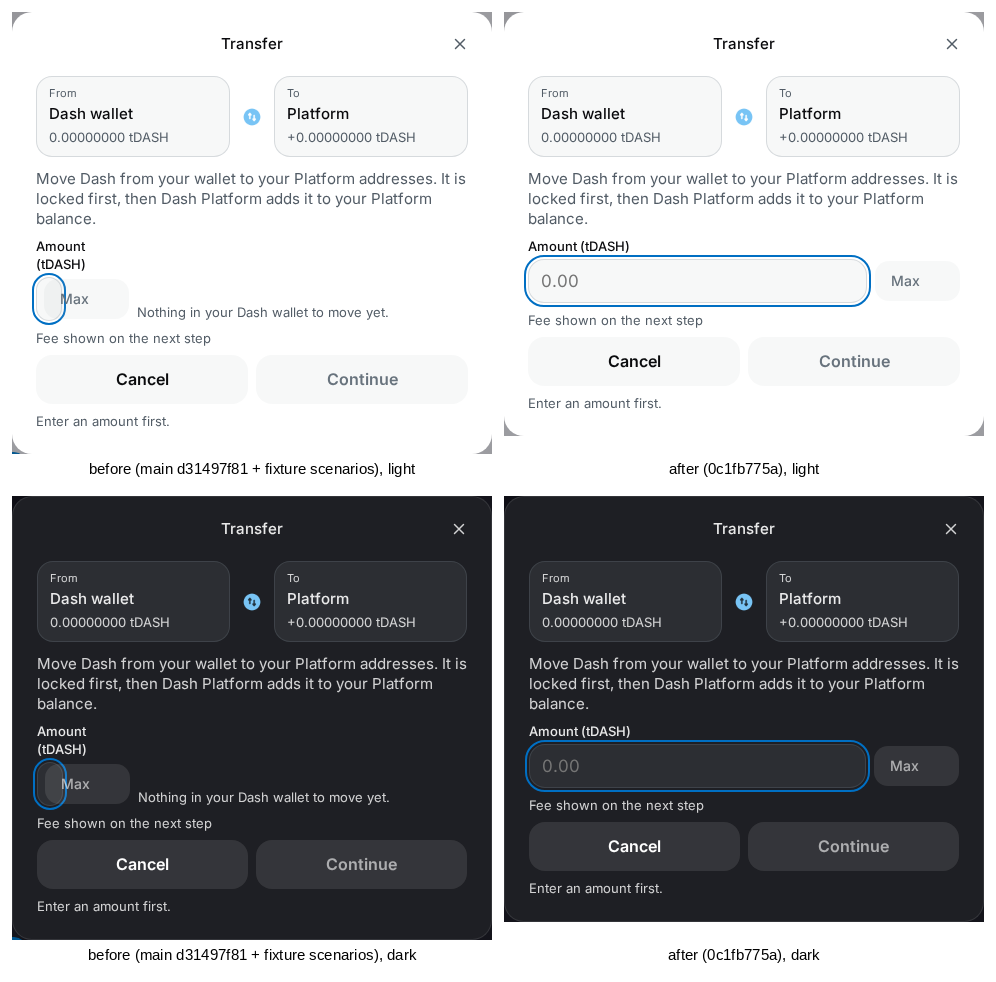 Transfer
From
Dash wallet
0.00000000 tDASH
To
Platform
+0.00000000 tDASH
Move Dash from your wallet to your Platform addresses. It is
locked first, then Dash Platform adds it to your Platform
balance.
Amount
(tDASH)
Max
Nothing in your Dash wallet to move yet.
Fee shown on the next step
Cancel
Continue
Enter an amount first.
before (main d31497f81 + fixture scenarios), light
Transfer
From
Dash wallet
0.00000000 tDASH
To
Platform
+0.00000000 tDASH
Move Dash from your wallet to your Platform addresses. It is
locked first, then Dash Platform adds it to your Platform
balance.
Amount (tDASH)
0.00
Max
Fee shown on the next step
Cancel
Continue
Enter an amount first.
after (0c1fb775a), light
Transfer
From
Dash wallet
0.00000000 tDASH
To
Platform
+0.00000000 tDASH
Move Dash from your wallet to your Platform addresses. It is
locked first, then Dash Platform adds it to your Platform
balance.
Amount
(tDASH)
Max
Nothing in your Dash wallet to move yet.
Fee shown on the next step
Cancel
Continue
Enter an amount first.
before (main d31497f81 + fixture scenarios), dark
Transfer
From
Dash wallet
0.00000000 tDASH
To
Platform
+0.00000000 tDASH
Move Dash from your wallet to your Platform addresses. It is
locked first, then Dash Platform adds it to your Platform
balance.
Amount (tDASH)
0.00
Max
Fee shown on the next step
Cancel
Continue
Enter an amount first.
after (0c1fb775a), dark